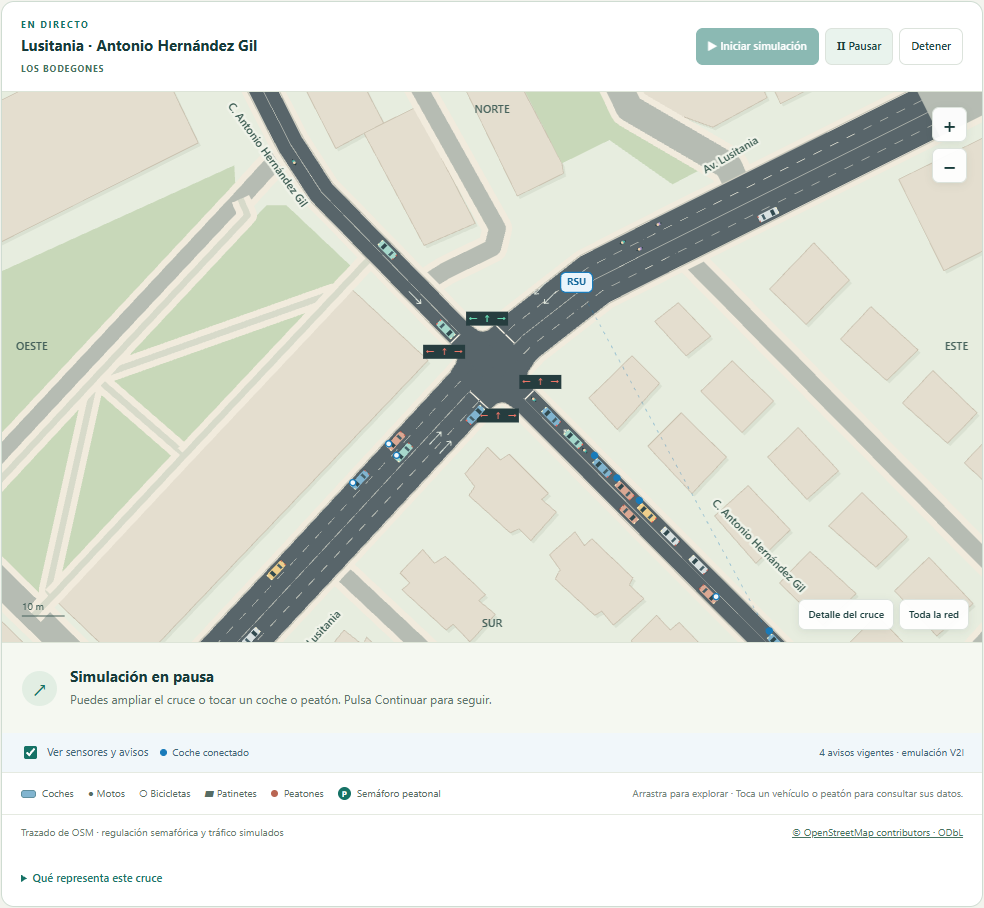 EN DIRECTO
Lusitania · Antonio Hernández Gil
LOS BODEGONES
Iniciar simulación
Pausar
Detener
NORTE
C. Antonio Hernández Gil
Av. Lusitania
+
−
RSU
OESTE
ESTE
C. Antonio Hernández Gil
10 m
Lusitania
SUR
Detalle del cruce
Toda la red
Simulación en pausa
Puedes ampliar el cruce o tocar un coche o peatón. Pulsa Continuar para seguir.
Ver sensores y avisos
Coche conectado
4 avisos vigentes · emulación V2I
Coches
Motos
Bicicletas
Patinetes
Peatones
P
Semáforo peatonal
Arrastra para explorar · Toca un vehículo o peatón para consultar sus datos.
Trazado de OSM · regulación semafórica y tráfico simulados
© OpenStreetMap contributors · ODbL
Qué representa este cruce